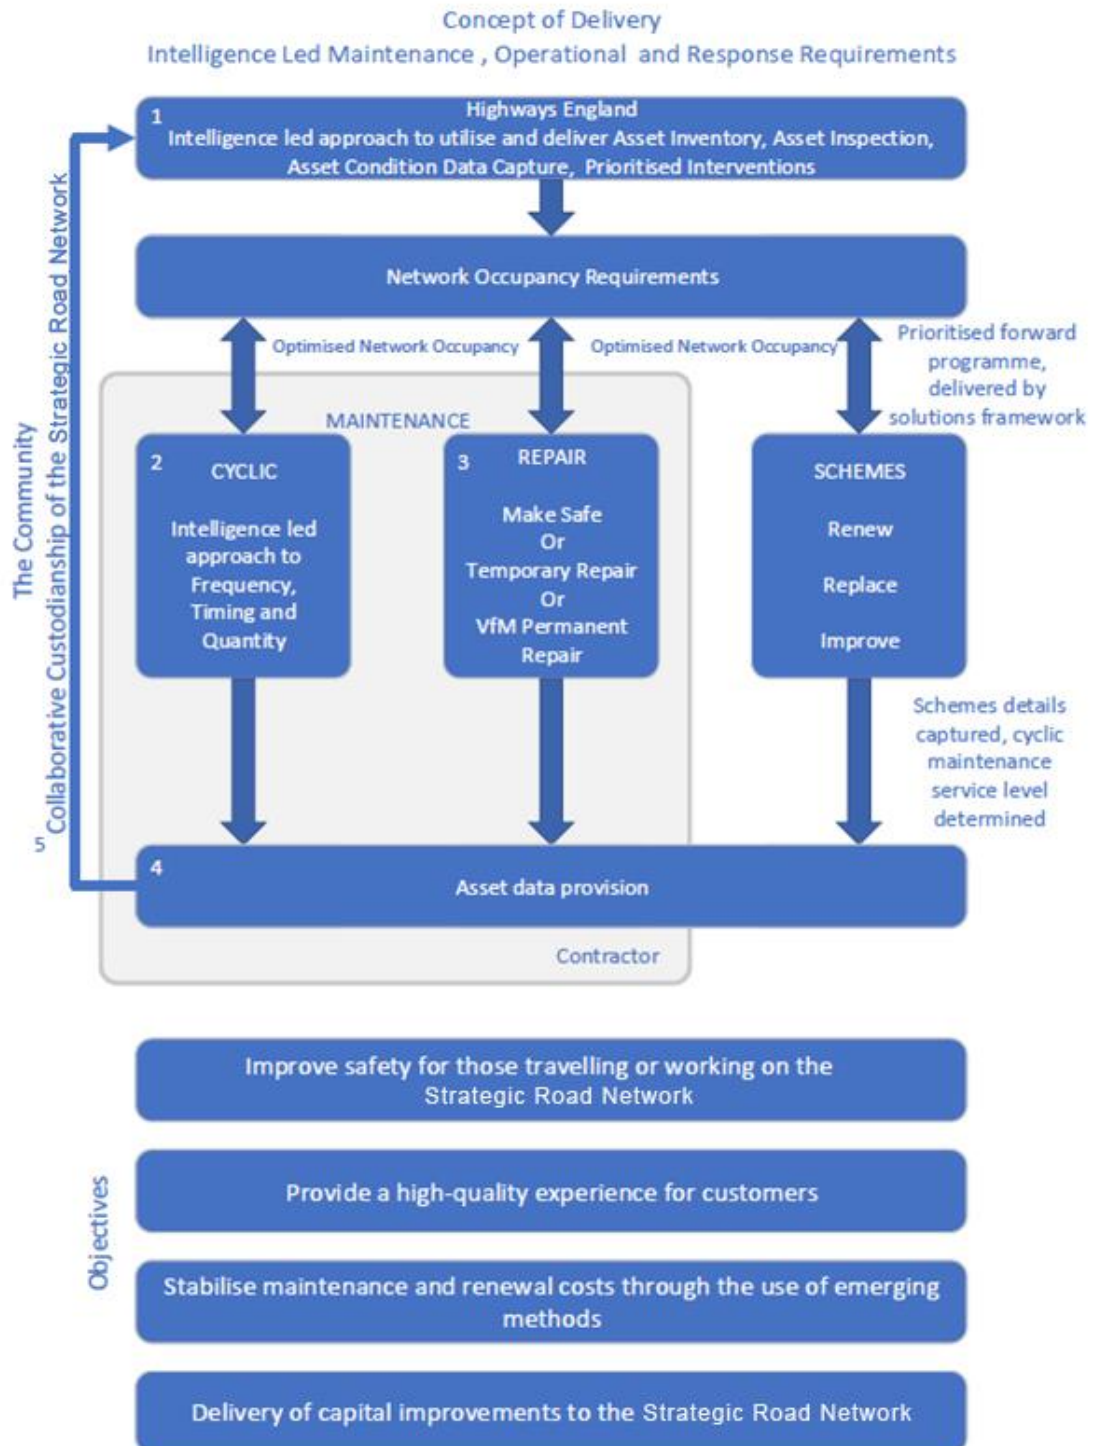 Concept of Delivery
Intelligence Led Maintenance , Operational and Response Requirements
1
Highways England
Intelligence led approach to utilise and deliver Asset Inventory, Asset Inspection,
Asset Condition Data Capture, Prioritised Interventions
Network Occupancy Requirements
Optimised Network Occupancy
Optimised Network Occupancy
Prioritised forward
programme,
delivered by
solutions framework
MAINTENANCE
2
CYCLIC
Intelligence led
approach to
Frequency,
Timing and
Quantity
3
REPAIR
Make Safe
Or
Temporary Repair
Or
VfM Permanent
Repair
SCHEMES
Renew
Replace
Improve
Schemes details
captured, cyclic
maintenance
service level
determined
4
Asset data provision
Contractor
5
The Community
Collaborative Custodianship of the Strategic Road Network
Objectives
Improve safety for those travelling or working on the
Strategic Road Network
Provide a high-quality experience for customers
Stabilise maintenance and renewal costs through the use of emerging
methods
Delivery of capital improvements to the Strategic Road Network